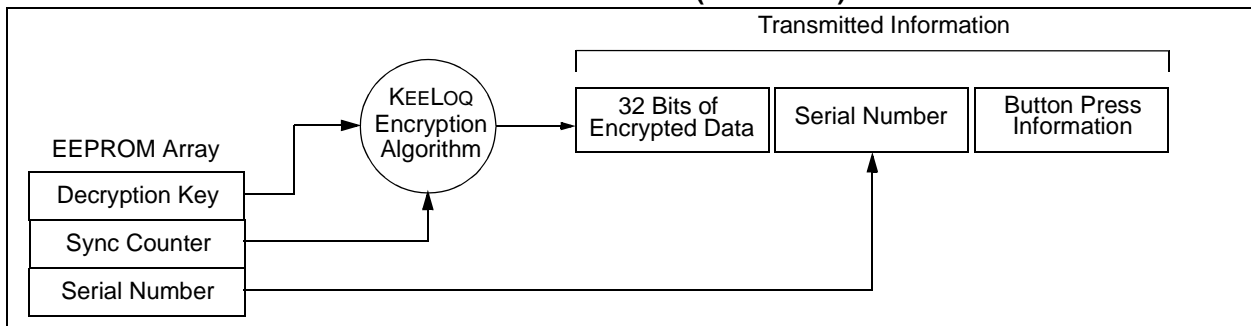 Transmitted Information
KEELOQ
Encryption
Algorithm
32 Bits of
Encrypted Data
Serial Number
Button Press
Information
EEPROM Array
Decryption Key
Sync Counter
Serial Number